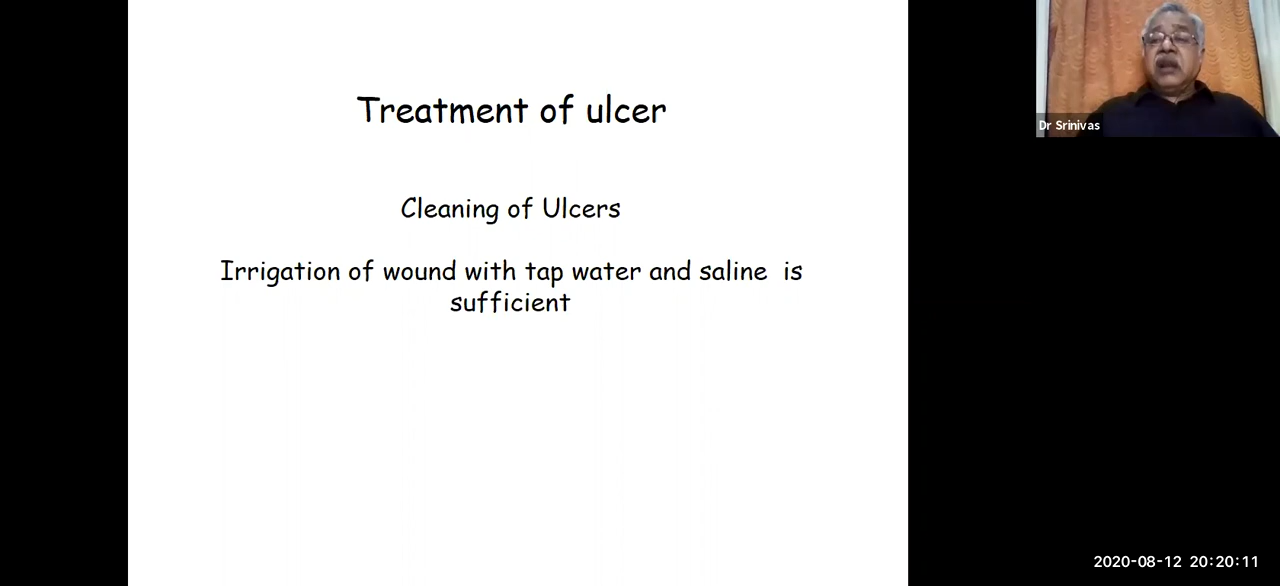 Treatment of ulcer
Cleaning of Ulcers
Irrigation of wound with tap water and saline is
sufficient
Dr Srinivas
2020-08-12 20:20:11